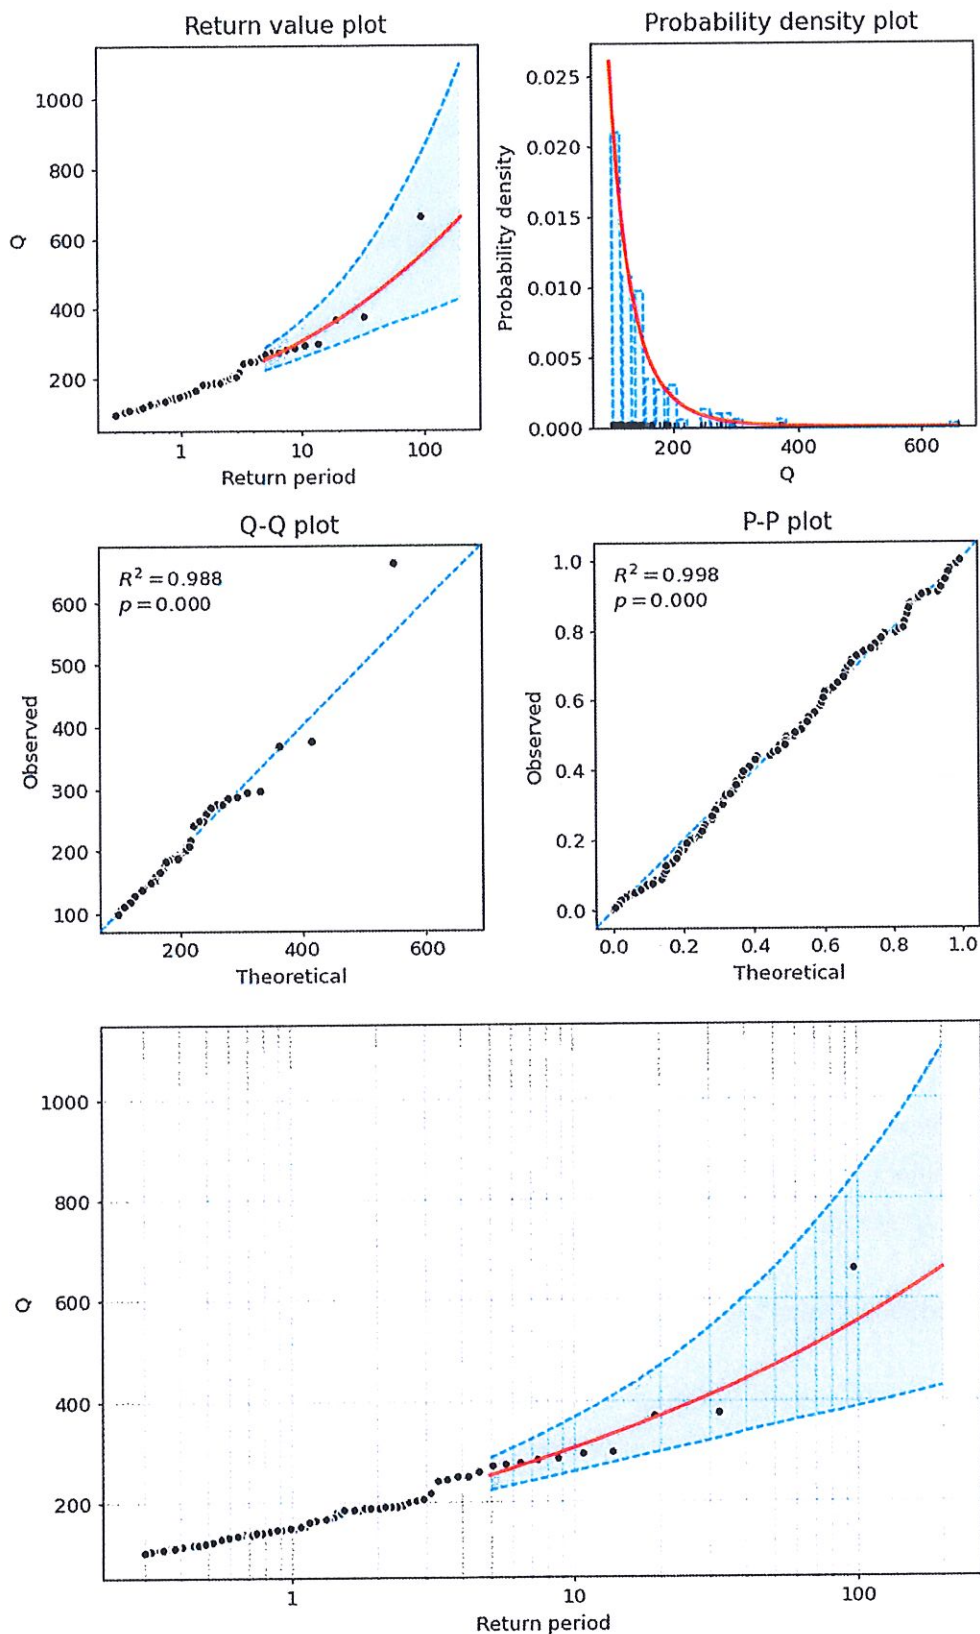 Return value plot
1000
800
600
400
200
Q
1
10
100
Return period
Probability density plot
0.025
0.020
0.015
0.010
0.005
0.000
Probability density
200
400
600
Q
Q-Q plot
R² = 0.988
p = 0.000
600
500
400
300
200
100
Observed
200
400
600
Theoretical
P-P plot
R² = 0.998
p = 0.000
1.0
0.8
0.6
0.4
0.2
0.0
Observed
0.0
0.2
0.4
0.6
0.8
1.0
Theoretical
1000
800
600
400
200
Q
1
10
100
Return period